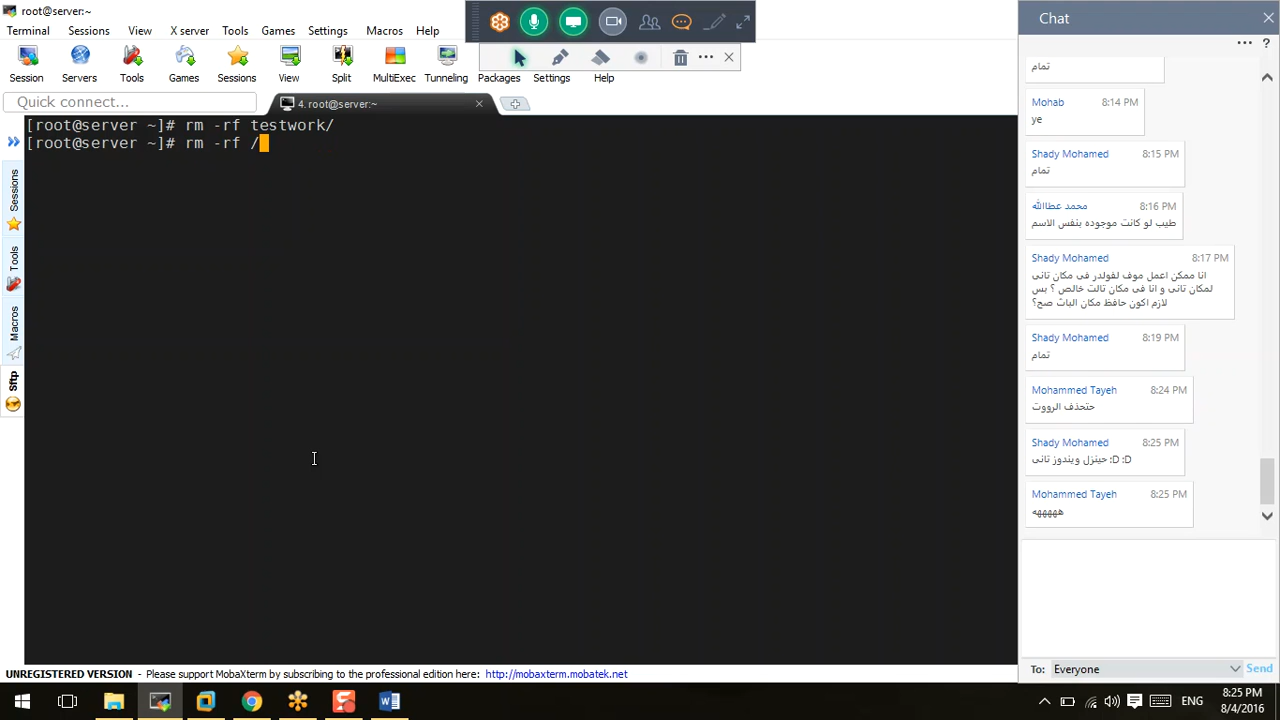 root@server:~
Terminal Sessions View X server Tools Games Settings Macros Help
Session Servers Tools Games Sessions View Split MultiExec Tunneling Packages Settings Help
Quick connect...
4. root@server:~
[root@server ~]# rm -rf testwork/
[root@server ~]# rm -rf /
Sessions
Tools
Macros
Sftp
Chat
تمام
Mohab 8:14 PM
ye
Shady Mohamed 8:15 PM
تمام
محمد عطاالله 8:16 PM
طيب لو كانت موجوده بنفس الاسم
Shady Mohamed 8:17 PM
انا ممكن اعمل موف لفولدر فى مكان تانى
لمكان تانى و انا فى مكان تالت خالص ؟ بس
لازم اكون حافظ مكان الباث صح؟
Shady Mohamed 8:19 PM
تمام
Mohammed Tayeh 8:24 PM
حتحذف الرووت
Shady Mohamed 8:25 PM
حينزل ويندوز تانى :D :D
Mohammed Tayeh 8:25 PM
هههههه
To: Everyone Send
UNREGISTERED VERSION - Please support MobaXterm by subscribing to the professional edition here: http://mobaxterm.mobatek.net
ENG
8:25 PM
8/4/2016